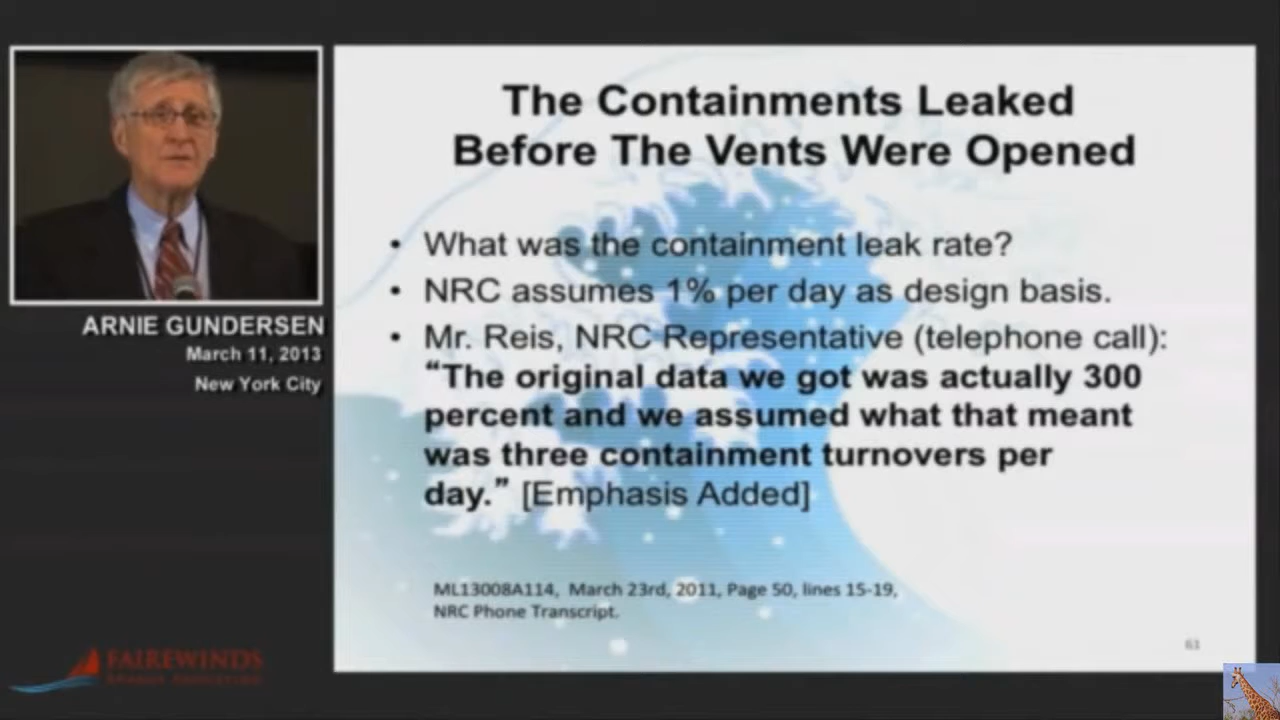 The Containments Leaked
Before The Vents Were Opened
• What was the containment leak rate?
• NRC assumes 1% per day as design basis.
• Mr. Reis, NRC Representative (telephone call):
“The original data we got was actually 300
percent and we assumed what that meant
was three containment turnovers per
day.” [Emphasis Added]
ML13008A114, March 23rd, 2011, Page 50, lines 15-19,
NRC Phone Transcript.
61
ARNIE GUNDERSEN
March 11, 2013
New York City
FAIREWINDS